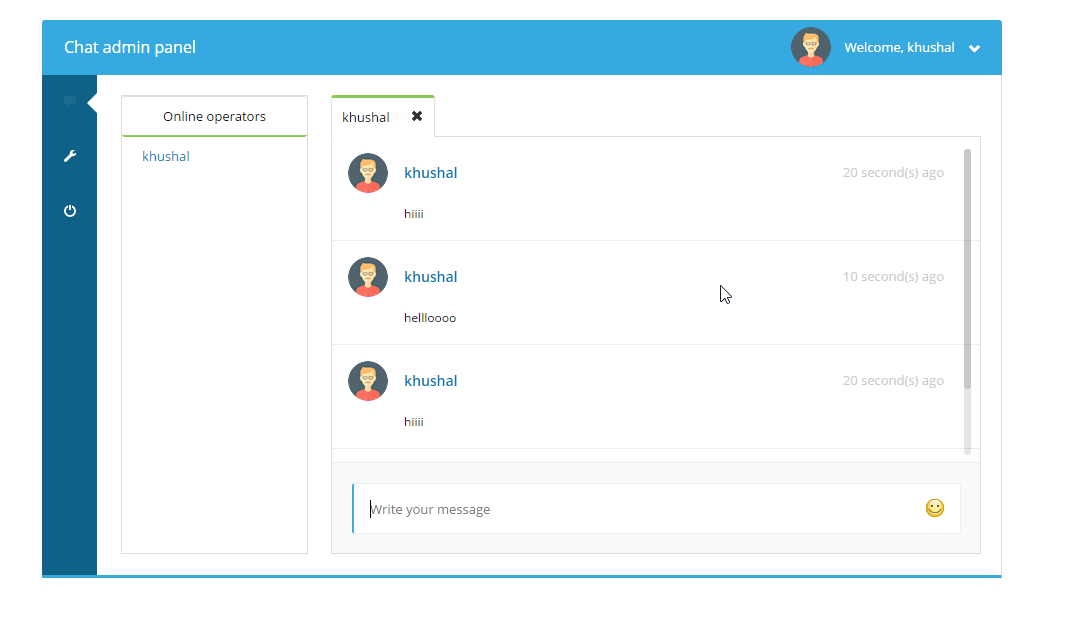 Chat admin panel
Welcome, khushal
Online operators
khushal
khushal
khushal
20 second(s) ago
hiiii
khushal
10 second(s) ago
hellloooo
khushal
20 second(s) ago
hiiii
Write your message